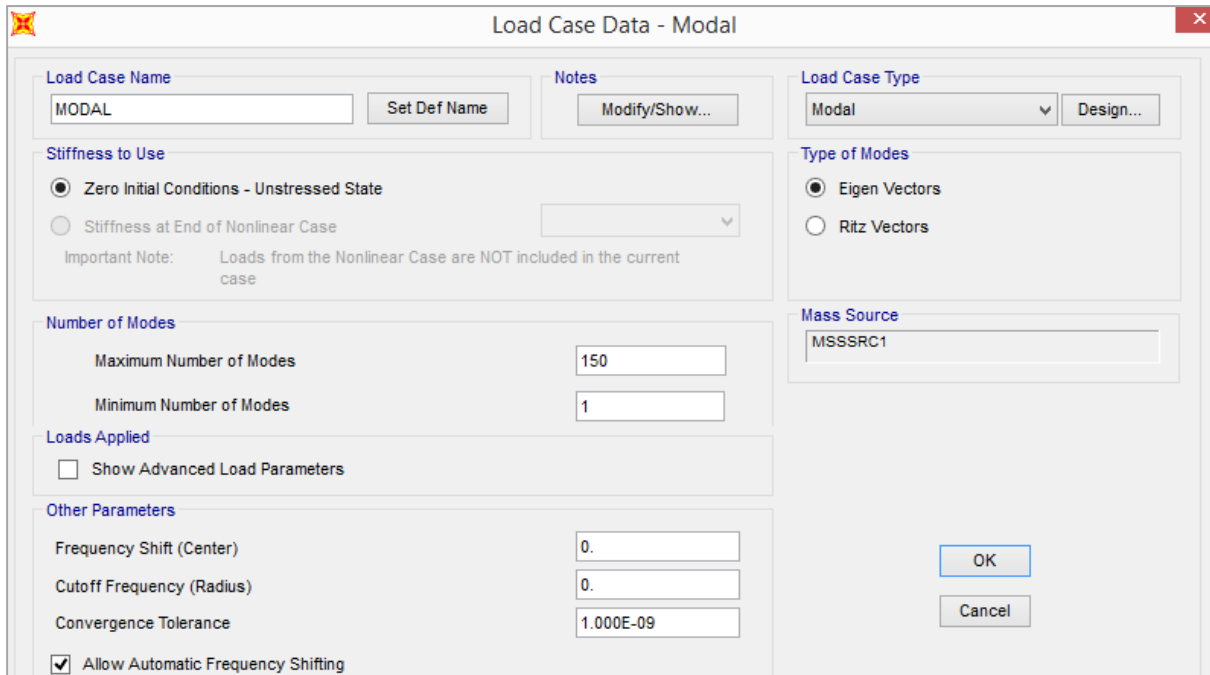 Load Case Data - Modal
Load Case Name
Notes
Load Case Type
MODAL
Set Def Name
Modify/Show...
Modal
Design...
Stiffness to Use
Type of Modes
Zero Initial Conditions - Unstressed State
Eigen Vectors
Stiffness at End of Nonlinear Case
Ritz Vectors
Important Note: Loads from the Nonlinear Case are NOT included in the current
case
Mass Source
Number of Modes
MSSSRC1
Maximum Number of Modes
150
Minimum Number of Modes
1
Loads Applied
Show Advanced Load Parameters
Other Parameters
Frequency Shift (Center)
0.
OK
Cutoff Frequency (Radius)
0.
Convergence Tolerance
1.000E-09
Cancel
Allow Automatic Frequency Shifting